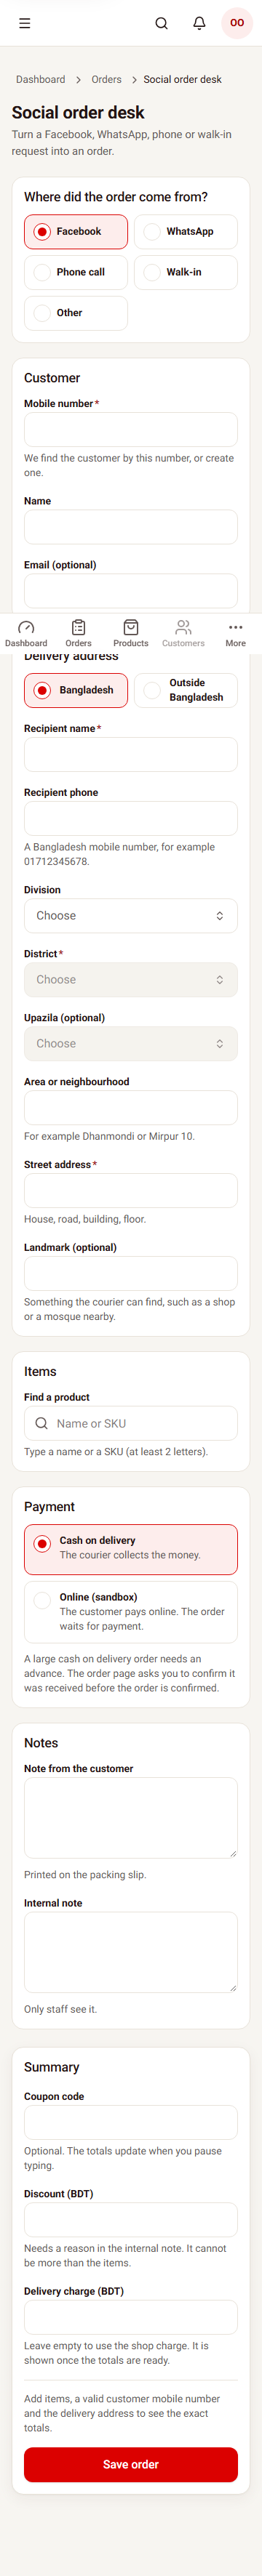 OO
Dashboard > Orders > Social order desk
Social order desk
Turn a Facebook, WhatsApp, phone or walk-in
request into an order.
Where did the order come from?
Facebook
WhatsApp
Phone call
Walk-in
Other
Customer
Mobile number*
We find the customer by this number, or create
one.
Name
Email (optional)
Dashboard
Orders
Products
Customers
More
Delivery address
Bangladesh
Outside
Bangladesh
Recipient name*
Recipient phone
A Bangladesh mobile number, for example
01712345678.
Division
Choose
District*
Choose
Upazila (optional)
Choose
Area or neighbourhood
For example Dhanmondi or Mirpur 10.
Street address*
House, road, building, floor.
Landmark (optional)
Something the courier can find, such as a shop
or a mosque nearby.
Items
Find a product
Name or SKU
Type a name or a SKU (at least 2 letters).
Payment
Cash on delivery
The courier collects the money.
Online (sandbox)
The customer pays online. The order
waits for payment.
A large cash on delivery order needs an
advance. The order page asks you to confirm it
was received before the order is confirmed.
Notes
Note from the customer
Printed on the packing slip.
Internal note
Only staff see it.
Summary
Coupon code
Optional. The totals update when you pause
typing.
Discount (BDT)
Needs a reason in the internal note. It cannot
be more than the items.
Delivery charge (BDT)
Leave empty to use the shop charge. It is
shown once the totals are ready.
Add items, a valid customer mobile number
and the delivery address to see the exact
totals.
Save order